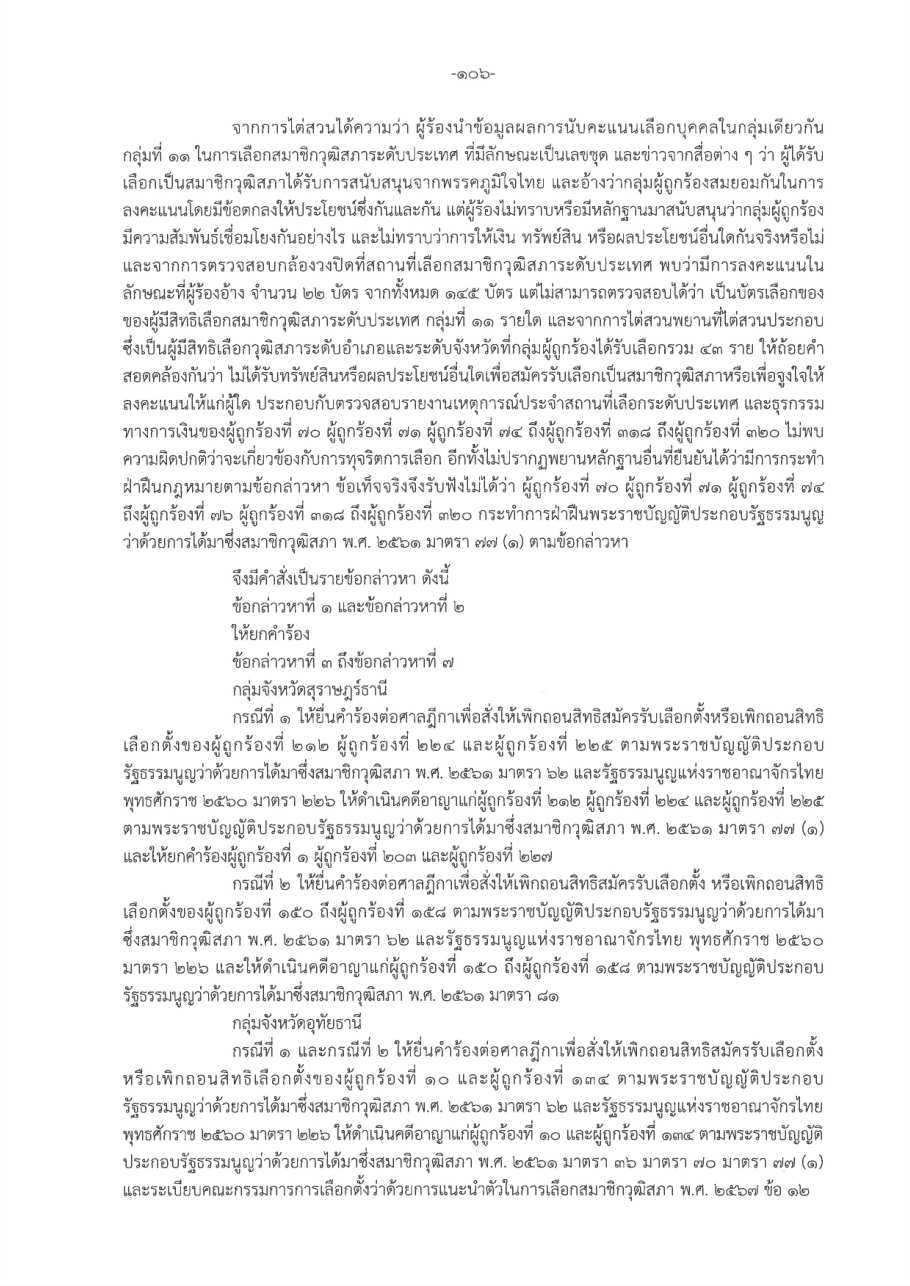 -๑๐๖-
จากการไต่สวนได้ความว่า ผู้ร้องนำข้อมูลผลการนับคะแนนเลือกบุคคลในกลุ่มเดียวกัน
กลุ่มที่ ๑๑ ในการเลือกสมาชิกวุฒิสภาระดับประเทศ ที่มีลักษณะเป็นเลขชุด และข่าวจากสื่อต่าง ๆ ว่า ผู้ได้รับ
เลือกเป็นสมาชิกวุฒิสภาได้รับการสนับสนุนจากพรรคภูมิใจไทย และอ้างว่ากลุ่มผู้ถูกร้องสมยอมกันในการ
ลงคะแนนโดยมีข้อตกลงให้ประโยชน์ซึ่งกันและกัน แต่ผู้ร้องไม่ทราบหรือมีหลักฐานมาสนับสนุนว่ากลุ่มผู้ถูกร้อง
มีความสัมพันธ์เชื่อมโยงกันอย่างไร และไม่ทราบว่าการให้เงิน ทรัพย์สิน หรือผลประโยชน์อื่นใดกันจริงหรือไม่
และจากการตรวจสอบกล้องวงปิดที่สถานที่เลือกสมาชิกวุฒิสภาระดับประเทศ พบว่ามีการลงคะแนนใน
ลักษณะที่ผู้ร้องอ้าง จำนวน ๒๒ บัตร จากทั้งหมด ๑๔๕ บัตร แต่ไม่สามารถตรวจสอบได้ว่า เป็นบัตรเลือกของ
ของผู้มีสิทธิเลือกสมาชิกวุฒิสภาระดับประเทศ กลุ่มที่ ๑๑ รายใด และจากการไต่สวนพยานที่ไต่สวนประกอบ
ซึ่งเป็นผู้มีสิทธิเลือกวุฒิสภาระดับอำเภอและระดับจังหวัดที่กลุ่มผู้ถูกร้องได้รับเลือกรวม ๔๓ ราย ให้ถ้อยคำ
สอดคล้องกันว่า ไม่ได้รับทรัพย์สินหรือผลประโยชน์อื่นใดเพื่อสมัครรับเลือกเป็นสมาชิกวุฒิสภาหรือเพื่อจูงใจให้
ลงคะแนนให้แก่ผู้ใด ประกอบกับตรวจสอบรายงานเหตุการณ์ประจำสถานที่เลือกระดับประเทศ และธุรกรรม
ทางการเงินของผู้ถูกร้องที่ ๗๐ ผู้ถูกร้องที่ ๗๑ ผู้ถูกร้องที่ ๗๔ ถึงผู้ถูกร้องที่ ๓๑๘ ถึงผู้ถูกร้องที่ ๓๒๐ ไม่พบ
ความผิดปกติว่าจะเกี่ยวข้องกับการทุจริตการเลือก อีกทั้งไม่ปรากฏพยานหลักฐานอื่นที่ยืนยันได้ว่ามีการกระทำ
ฝ่าฝืนกฎหมายตามข้อกล่าวหา ข้อเท็จจริงจึงรับฟังไม่ได้ว่า ผู้ถูกร้องที่ ๗๐ ผู้ถูกร้องที่ ๗๑ ผู้ถูกร้องที่ ๗๔
ถึงผู้ถูกร้องที่ ๗๖ ผู้ถูกร้องที่ ๓๑๘ ถึงผู้ถูกร้องที่ ๓๒๐ กระทำการฝ่าฝืนพระราชบัญญัติประกอบรัฐธรรมนูญ
ว่าด้วยการได้มาซึ่งสมาชิกวุฒิสภา พ.ศ. ๒๕๖๑ มาตรา ๗๗ (๑) ตามข้อกล่าวหา
จึงมีคำสั่งเป็นรายข้อกล่าวหา ดังนี้
ข้อกล่าวหาที่ ๑ และข้อกล่าวหาที่ ๒
ให้ยกคำร้อง
ข้อกล่าวหาที่ ๓ ถึงข้อกล่าวหาที่ ๗
กลุ่มจังหวัดสุราษฎร์ธานี
กรณีที่ ๑ ให้ยื่นคำร้องต่อศาลฎีกาเพื่อสั่งให้เพิกถอนสิทธิสมัครรับเลือกตั้งหรือเพิกถอนสิทธิ
เลือกตั้งของผู้ถูกร้องที่ ๒๑๒ ผู้ถูกร้องที่ ๒๒๔ และผู้ถูกร้องที่ ๒๒๕ ตามพระราชบัญญัติประกอบ
รัฐธรรมนูญว่าด้วยการได้มาซึ่งสมาชิกวุฒิสภา พ.ศ. ๒๕๖๑ มาตรา ๖๒ และรัฐธรรมนูญแห่งราชอาณาจักรไทย
พุทธศักราช ๒๕๖๐ มาตรา ๒๒๖ ให้ดำเนินคดีอาญาแก่ผู้ถูกร้องที่ ๒๑๒ ผู้ถูกร้องที่ ๒๒๔ และผู้ถูกร้องที่ ๒๒๕
ตามพระราชบัญญัติประกอบรัฐธรรมนูญว่าด้วยการได้มาซึ่งสมาชิกวุฒิสภา พ.ศ. ๒๕๖๑ มาตรา ๗๗ (๑)
และให้ยกคำร้องผู้ถูกร้องที่ ๑ ผู้ถูกร้องที่ ๒๐๓ และผู้ถูกร้องที่ ๒๒๗
กรณีที่ ๒ ให้ยื่นคำร้องต่อศาลฎีกาเพื่อสั่งให้เพิกถอนสิทธิสมัครรับเลือกตั้ง หรือเพิกถอนสิทธิ
เลือกตั้งของผู้ถูกร้องที่ ๑๕๐ ถึงผู้ถูกร้องที่ ๑๕๘ ตามพระราชบัญญัติประกอบรัฐธรรมนูญว่าด้วยการได้มา
ซึ่งสมาชิกวุฒิสภา พ.ศ. ๒๕๖๑ มาตรา ๖๒ และรัฐธรรมนูญแห่งราชอาณาจักรไทย พุทธศักราช ๒๕๖๐
มาตรา ๒๒๖ และให้ดำเนินคดีอาญาแก่ผู้ถูกร้องที่ ๑๕๐ ถึงผู้ถูกร้องที่ ๑๕๘ ตามพระราชบัญญัติประกอบ
รัฐธรรมนูญว่าด้วยการได้มาซึ่งสมาชิกวุฒิสภา พ.ศ. ๒๕๖๑ มาตรา ๘๑
กลุ่มจังหวัดอุทัยธานี
กรณีที่ ๑ และกรณีที่ ๒ ให้ยื่นคำร้องต่อศาลฎีกาเพื่อสั่งให้เพิกถอนสิทธิสมัครรับเลือกตั้ง
หรือเพิกถอนสิทธิเลือกตั้งของผู้ถูกร้องที่ ๑๐ และผู้ถูกร้องที่ ๑๓๔ ตามพระราชบัญญัติประกอบ
รัฐธรรมนูญว่าด้วยการได้มาซึ่งสมาชิกวุฒิสภา พ.ศ. ๒๕๖๑ มาตรา ๖๒ และรัฐธรรมนูญแห่งราชอาณาจักรไทย
พุทธศักราช ๒๕๖๐ มาตรา ๒๒๖ ให้ดำเนินคดีอาญาแก่ผู้ถูกร้องที่ ๑๐ และผู้ถูกร้องที่ ๑๓๔ ตามพระราชบัญญัติ
ประกอบรัฐธรรมนูญว่าด้วยการได้มาซึ่งสมาชิกวุฒิสภา พ.ศ. ๒๕๖๑ มาตรา ๓๖ มาตรา ๗๐ มาตรา ๗๗ (๑)
และระเบียบคณะกรรมการการเลือกตั้งว่าด้วยการแนะนำตัวในการเลือกสมาชิกวุฒิสภา พ.ศ. ๒๕๖๗ ข้อ ๑๒